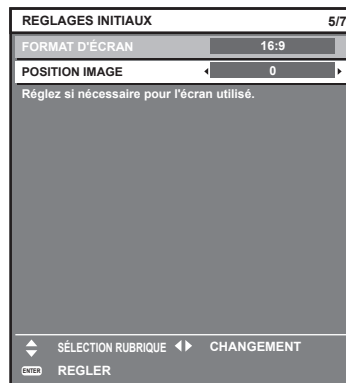 REGLAGES INITIAUX 5/7
FORMAT D'ÉCRAN 16:9
POSITION IMAGE 0
Réglez si nécessaire pour l'écran utilisé.
SÉLECTION RUBRIQUE CHANGEMENT
ENTER REGLER